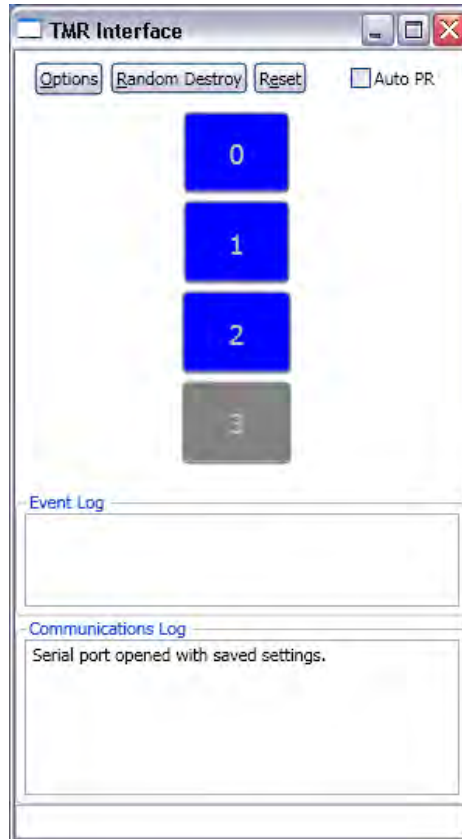 TMR Interface
Options Random Destroy Reset Auto PR
0
1
2
3
Event Log
Communications Log
Serial port opened with saved settings.